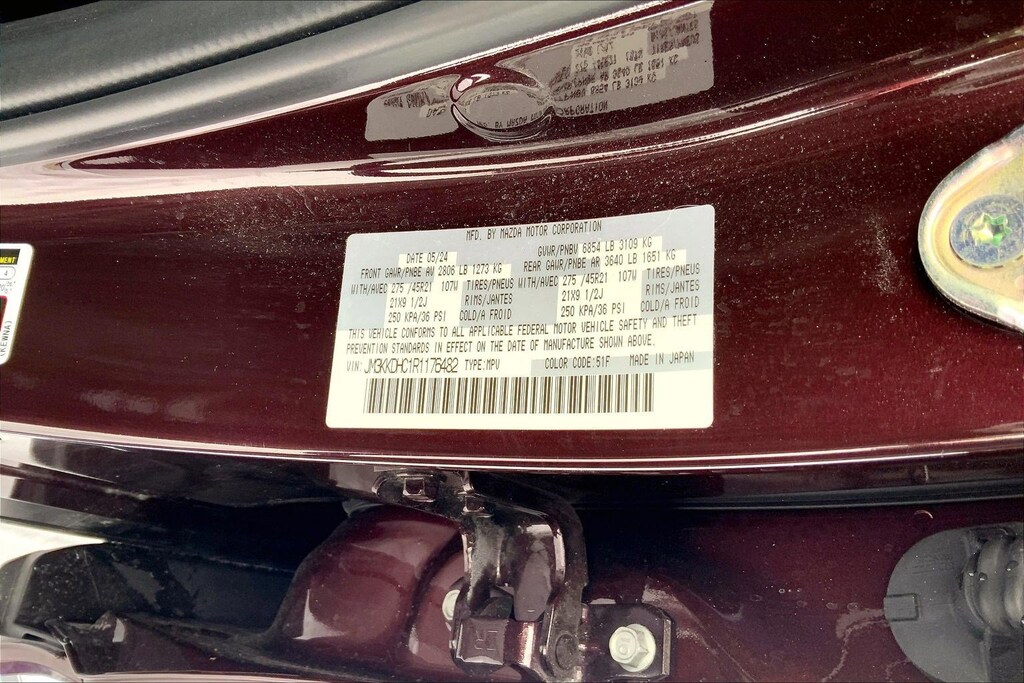 MFD. BY MAZDA MOTOR CORPORATION
DATE 05/24 GVWR/PNBV 6854 LB 3109 KG
FRONT GAWR/PNBE AV 2806 LB 1273 KG REAR GAWR/PNBE AR 3640 LB 1651 KG
WITH/AVEC 275 /45R21 107W TIRES/PNEUS WITH/AVEC 275 /45R21 107W TIRES/PNEUS
21X9 1/2J RIMS/JANTES 21X9 1/2J RIMS/JANTES
250 KPA/36 PSI COLD/A FROID 250 KPA/36 PSI COLD/A FROID
THIS VEHICLE CONFORMS TO ALL APPLICABLE FEDERAL MOTOR VEHICLE SAFETY AND THEFT
PREVENTION STANDARDS IN EFFECT ON THE DATE OF MANUFACTURE SHOWN ABOVE.
VIN: JM3KKDHC1R1176482 TYPE:MPV COLOR CODE:51F MADE IN JAPAN
4
(KEWNA)
R